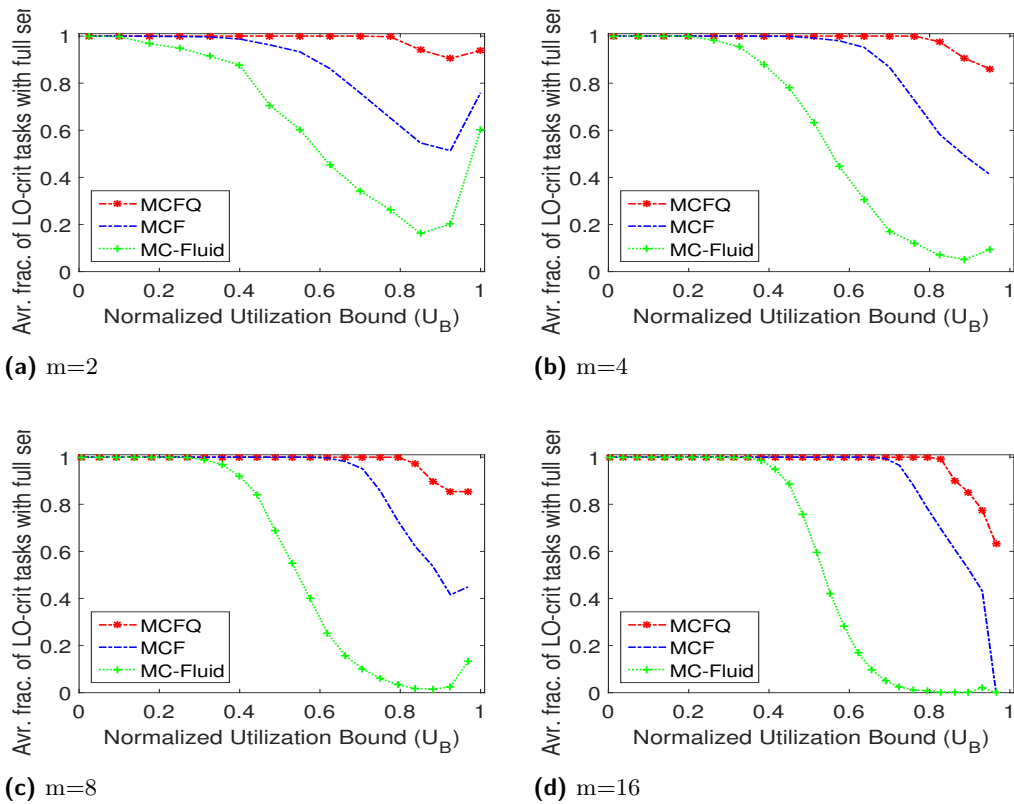 Avr. frac. of LO-crit tasks with full ser
1
0.8
0.6
0.4
0.2
0
MCFQ
MCF
MC-Fluid
0 0.2 0.4 0.6 0.8 1
Normalized Utilization Bound (U_B)
(a) m=2
Avr. frac. of LO-crit tasks with full ser
1
0.8
0.6
0.4
0.2
0
MCFQ
MCF
MC-Fluid
0 0.2 0.4 0.6 0.8 1
Normalized Utilization Bound (U_B)
(b) m=4
Avr. frac. of LO-crit tasks with full ser
1
0.8
0.6
0.4
0.2
0
MCFQ
MCF
MC-Fluid
0 0.2 0.4 0.6 0.8 1
Normalized Utilization Bound (U_B)
(c) m=8
Avr. frac. of LO-crit tasks with full ser
1
0.8
0.6
0.4
0.2
0
MCFQ
MCF
MC-Fluid
0 0.2 0.4 0.6 0.8 1
Normalized Utilization Bound (U_B)
(d) m=16